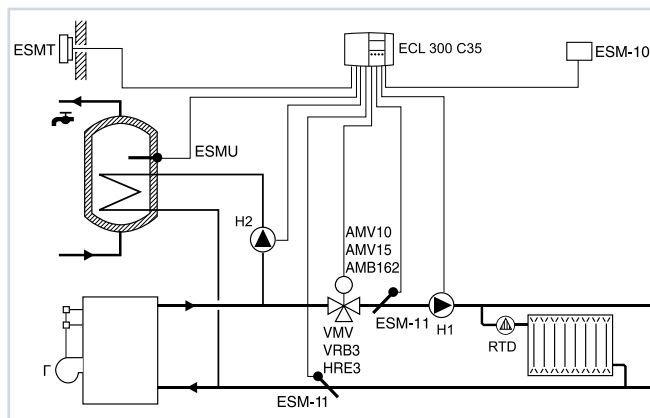 ESMT
ECL 300 C35
ESM-10
ESMU
H2
AMV10
AMV15
AMB162
ESM-11
H1
VMV
VRB3
HRE3
RTD
Г
ESM-11